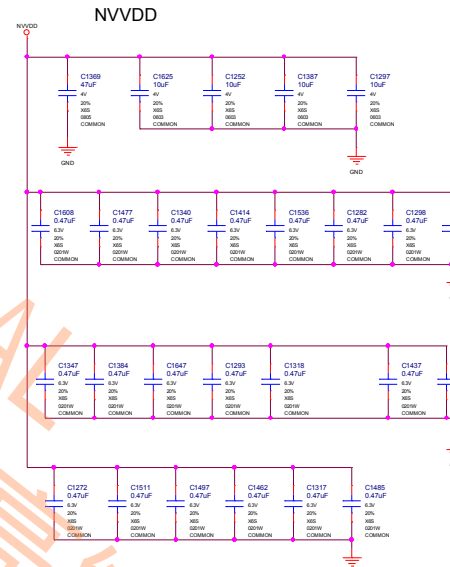 NVVDD
NVVDD
C1369
47uF
4V
20%
X6S
0805
COMMON
C1625
10uF
4V
20%
X6S
0603
COMMON
C1252
10uF
4V
20%
X6S
0603
COMMON
C1387
10uF
4V
20%
X6S
0603
COMMON
C1297
10uF
4V
20%
X6S
0603
COMMON
GND
GND
C1608
0.47uF
6.3V
20%
X6S
0201W
COMMON
C1477
0.47uF
6.3V
20%
X6S
0201W
COMMON
C1340
0.47uF
6.3V
20%
X6S
0201W
COMMON
C1414
0.47uF
6.3V
20%
X6S
0201W
COMMON
C1536
0.47uF
6.3V
20%
X6S
0201W
COMMON
C1282
0.47uF
6.3V
20%
X6S
0201W
COMMON
C1298
0.47uF
6.3V
20%
X6S
0201W
COMMON
C1347
0.47uF
6.3V
20%
X6S
0201W
COMMON
C1384
0.47uF
6.3V
20%
X6S
0201W
COMMON
C1647
0.47uF
6.3V
20%
X6S
0201W
COMMON
C1293
0.47uF
6.3V
20%
X6S
0201W
COMMON
C1318
0.47uF
6.3V
20%
X6S
0201W
COMMON
C1437
0.47uF
6.3V
20%
X6S
0201W
COMMON
C1272
0.47uF
6.3V
20%
X6S
0201W
COMMON
C1511
0.47uF
6.3V
20%
X6S
0201W
COMMON
C1497
0.47uF
6.3V
20%
X6S
0201W
COMMON
C1462
0.47uF
6.3V
20%
X6S
0201W
COMMON
C1317
0.47uF
6.3V
20%
X6S
0201W
COMMON
C1485
0.47uF
6.3V
20%
X6S
0201W
COMMON
AL